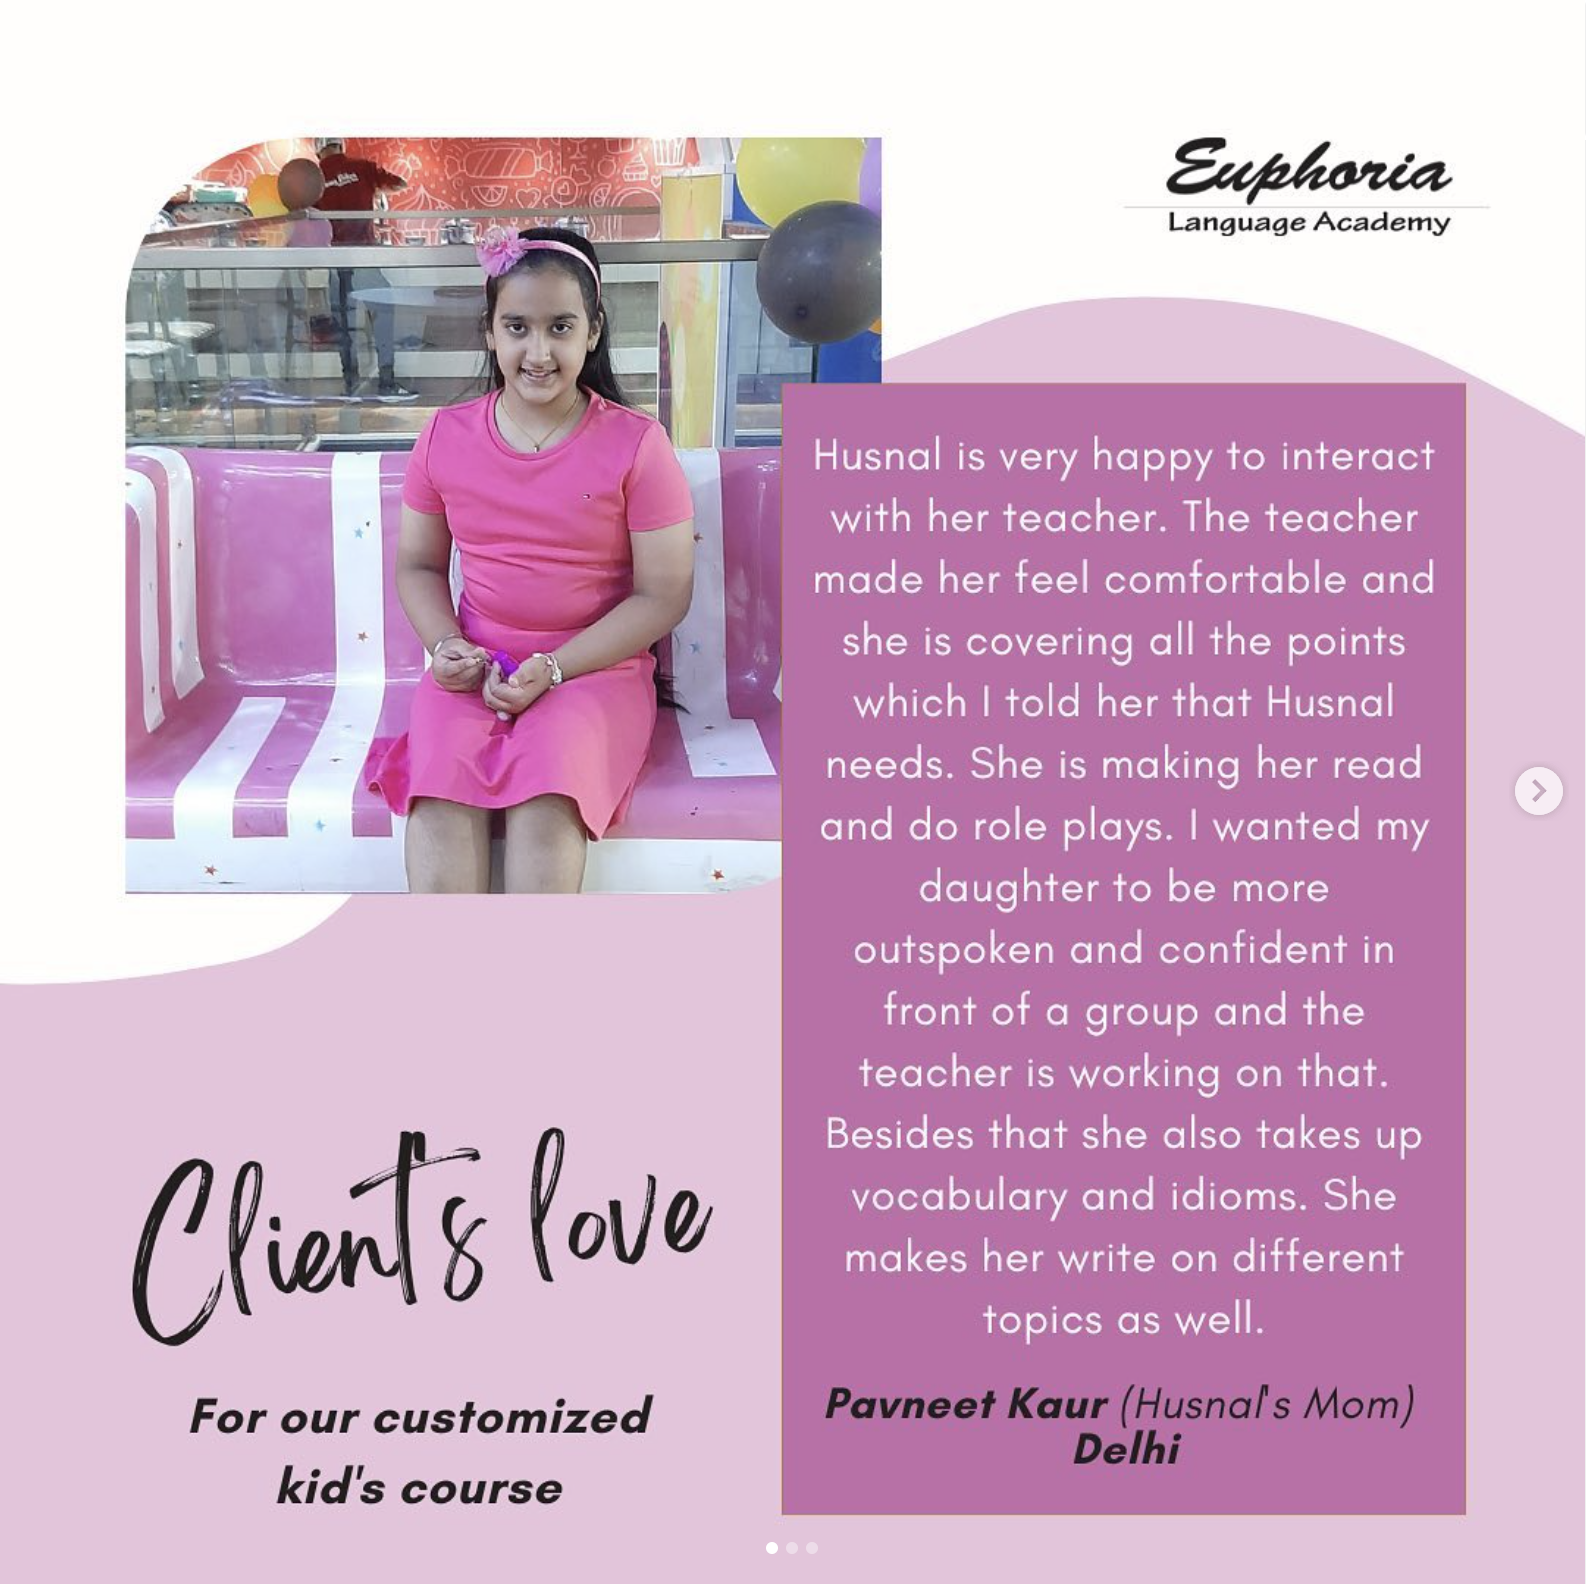 Euphoria
Language Academy
Husnal is very happy to interact
with her teacher. The teacher
made her feel comfortable and
she is covering all the points
which I told her that Husnal
needs. She is making her read
and do role plays. I wanted my
daughter to be more
outspoken and confident in
front of a group and the
teacher is working on that.
Besides that she also takes up
vocabulary and idioms. She
makes her write on different
topics as well.
Pavneet Kaur (Husnal's Mom)
Delhi
Client's love
For our customized
kid's course